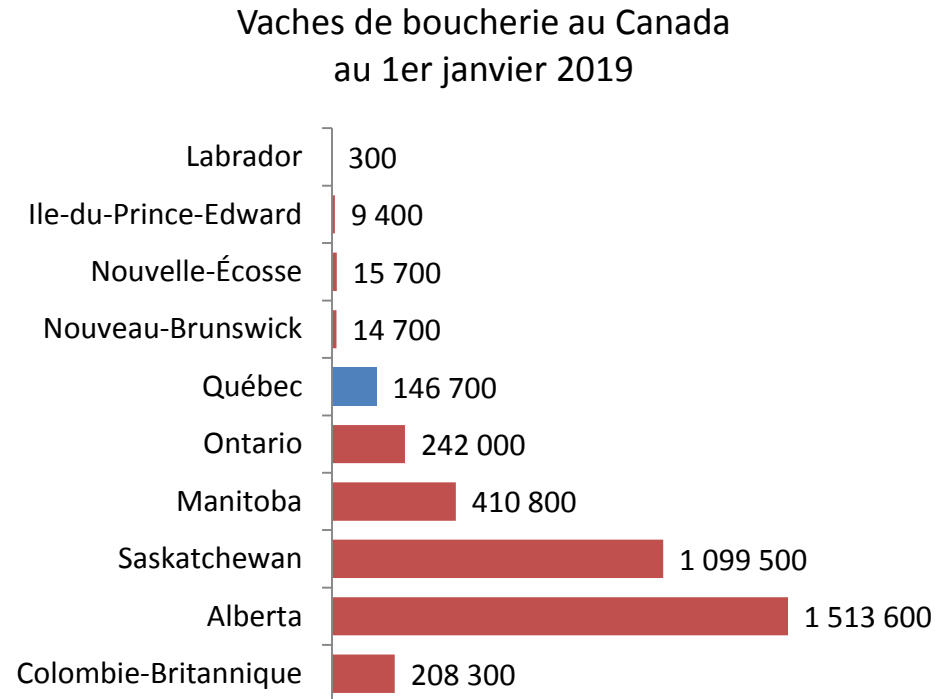 Vaches de boucherie au Canada
au 1er janvier 2019
Labrador 300
Ile-du-Prince-Edward 9 400
Nouvelle-Écosse 15 700
Nouveau-Brunswick 14 700
Québec 146 700
Ontario 242 000
Manitoba 410 800
Saskatchewan 1 099 500
Alberta 1 513 600
Colombie-Britannique 208 300